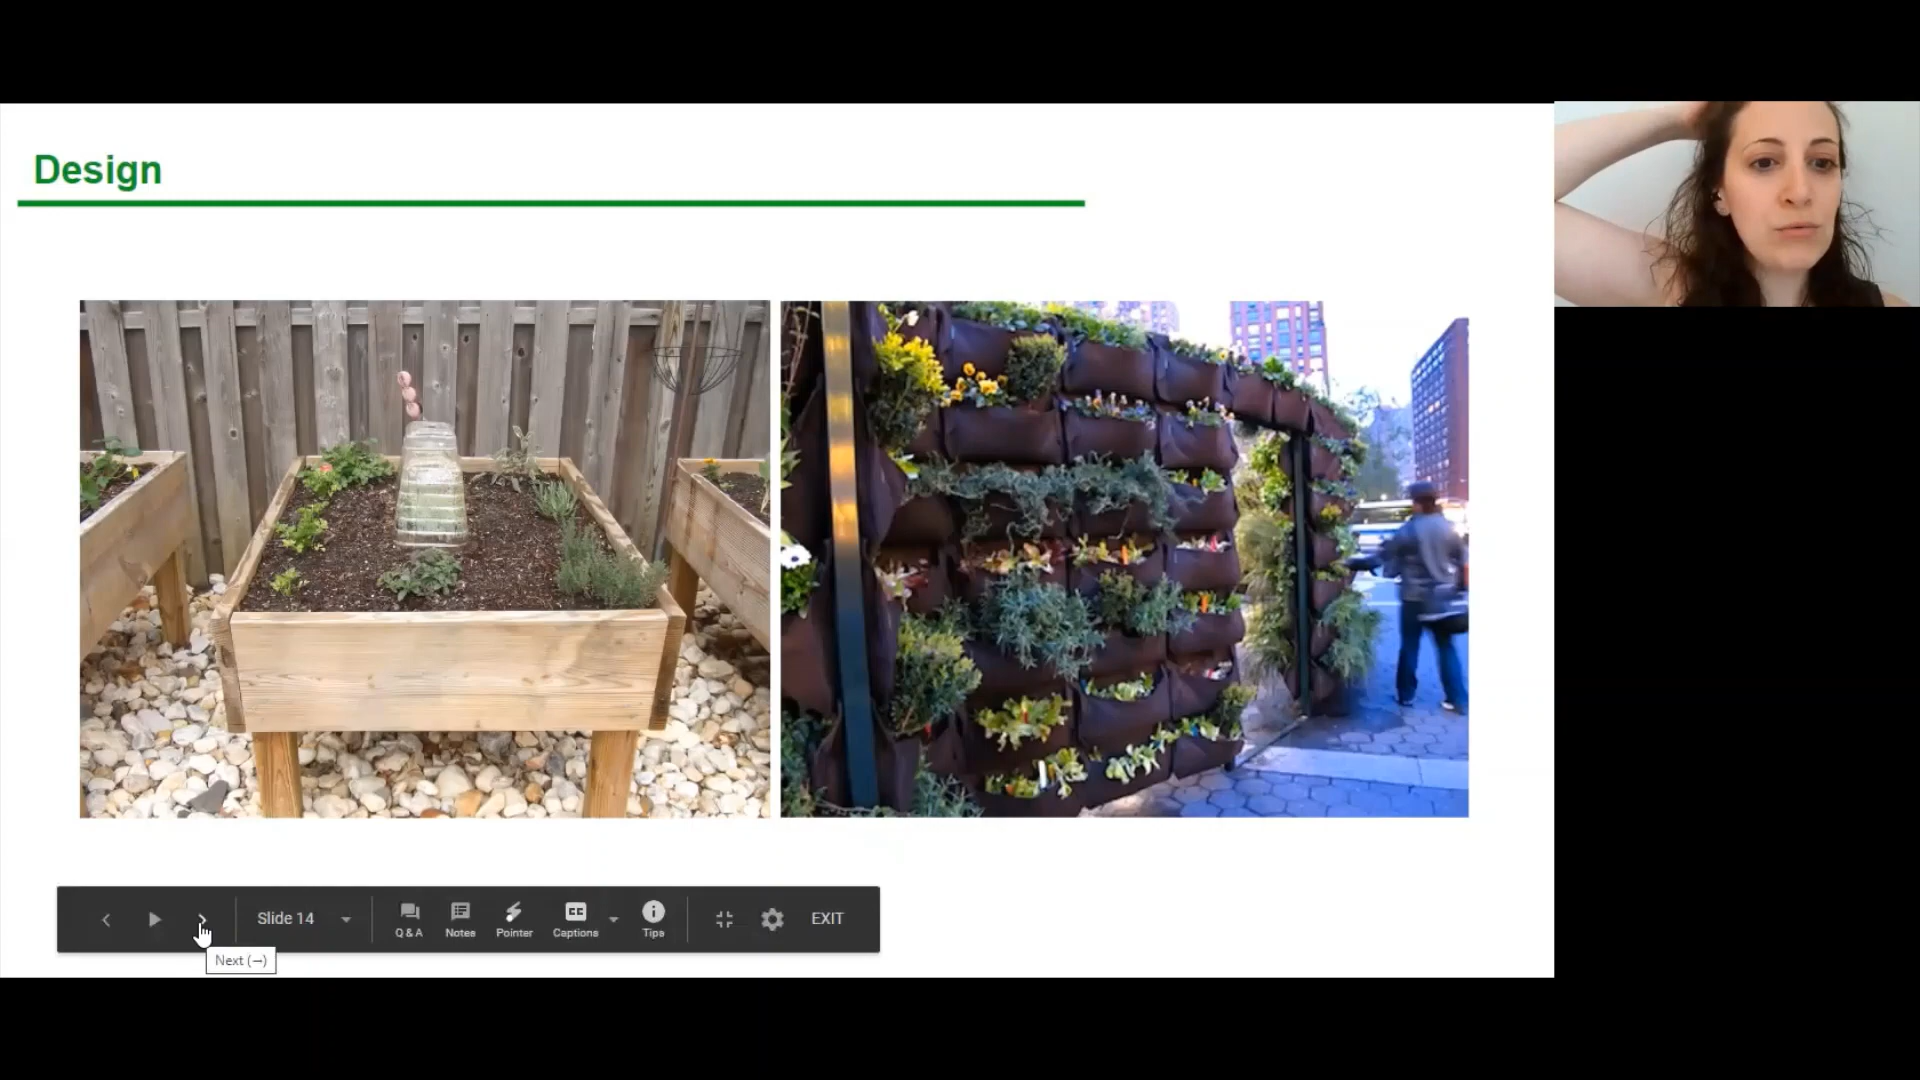 Design
Slide 14
Q & A
Notes
Pointer
Captions
Tips
EXIT
Next (→)